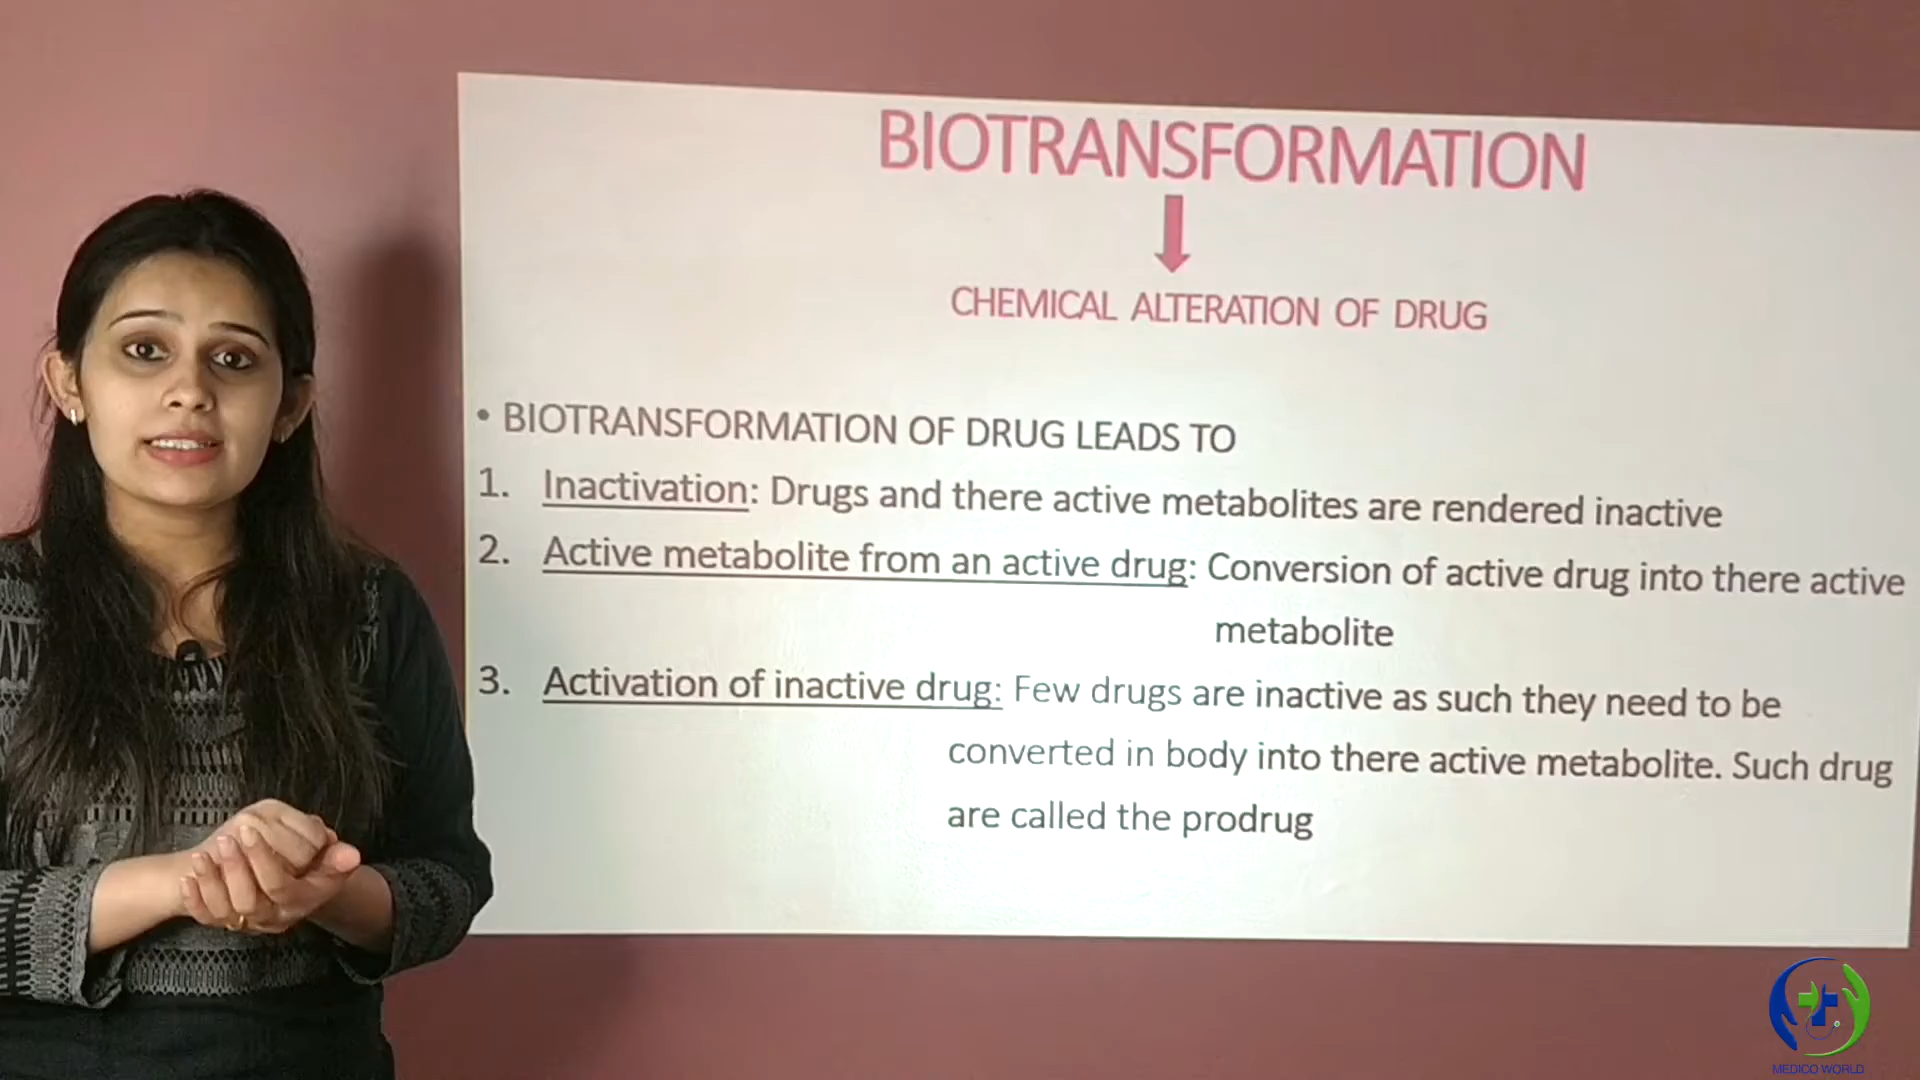 BIOTRANSFORMATION
CHEMICAL ALTERATION OF DRUG
• BIOTRANSFORMATION OF DRUG LEADS TO
1. Inactivation: Drugs and there active metabolites are rendered inactive
2. Active metabolite from an active drug: Conversion of active drug into there active
metabolite
3. Activation of inactive drug: Few drugs are inactive as such they need to be
converted in body into there active metabolite. Such drug
are called the prodrug
MEDICO WORLD